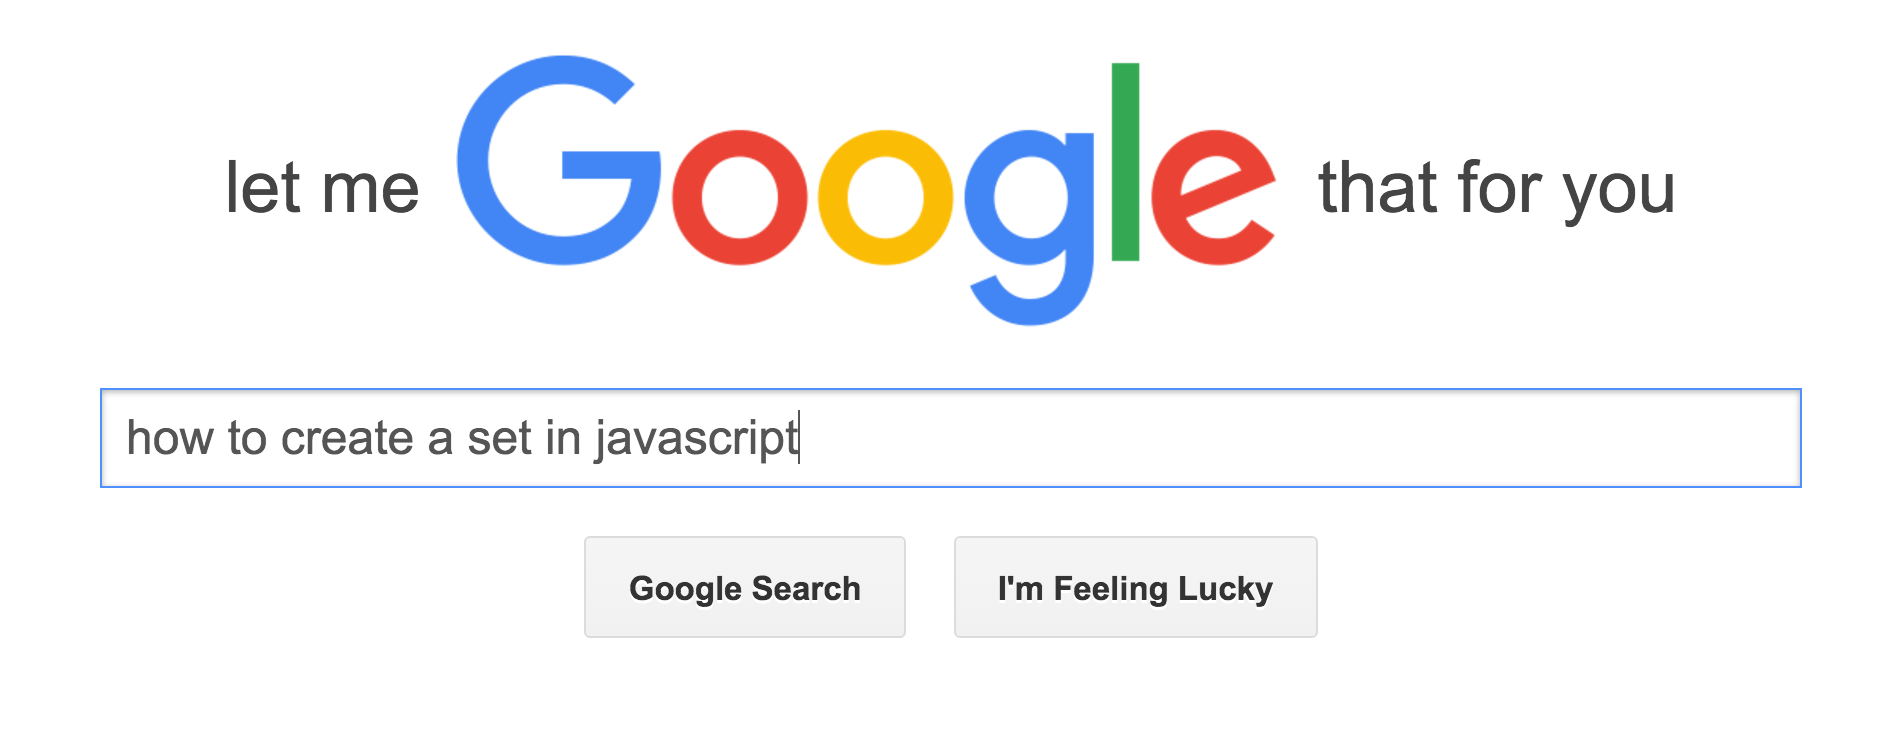 let me Google that for you
how to create a set in javascript
Google Search I'm Feeling Lucky